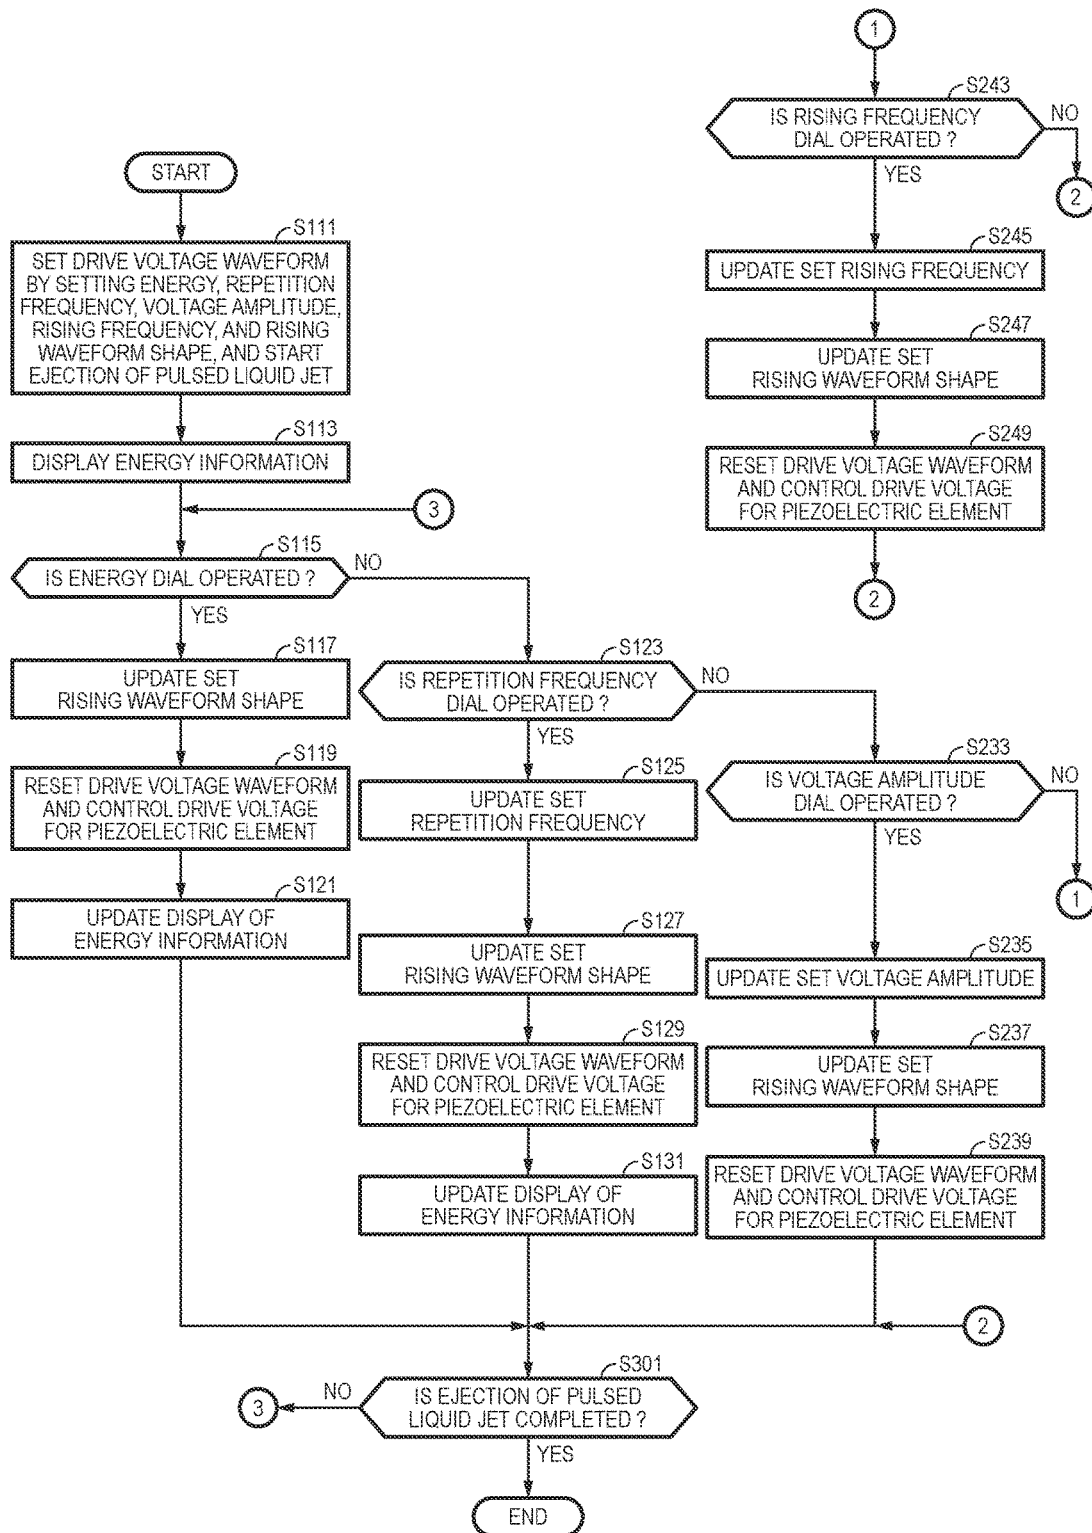 START
S111
SET DRIVE VOLTAGE WAVEFORM
BY SETTING ENERGY, REPETITION
FREQUENCY, VOLTAGE AMPLITUDE,
RISING FREQUENCY, AND RISING
WAVEFORM SHAPE, AND START
EJECTION OF PULSED LIQUID JET
S113
DISPLAY ENERGY INFORMATION
3
S115
IS ENERGY DIAL OPERATED ?
NO
YES
S117
UPDATE SET
RISING WAVEFORM SHAPE
S119
RESET DRIVE VOLTAGE WAVEFORM
AND CONTROL DRIVE VOLTAGE
FOR PIEZOELECTRIC ELEMENT
S121
UPDATE DISPLAY OF
ENERGY INFORMATION
S123
IS REPETITION FREQUENCY
DIAL OPERATED ?
NO
YES
S125
UPDATE SET
REPETITION FREQUENCY
S127
UPDATE SET
RISING WAVEFORM SHAPE
S129
RESET DRIVE VOLTAGE WAVEFORM
AND CONTROL DRIVE VOLTAGE
FOR PIEZOELECTRIC ELEMENT
S131
UPDATE DISPLAY OF
ENERGY INFORMATION
S233
IS VOLTAGE AMPLITUDE
DIAL OPERATED ?
NO
YES
1
S235
UPDATE SET VOLTAGE AMPLITUDE
S237
UPDATE SET
RISING WAVEFORM SHAPE
S239
RESET DRIVE VOLTAGE WAVEFORM
AND CONTROL DRIVE VOLTAGE
FOR PIEZOELECTRIC ELEMENT
2
1
S243
IS RISING FREQUENCY
DIAL OPERATED ?
NO
2
YES
S245
UPDATE SET RISING FREQUENCY
S247
UPDATE SET
RISING WAVEFORM SHAPE
S249
RESET DRIVE VOLTAGE WAVEFORM
AND CONTROL DRIVE VOLTAGE
FOR PIEZOELECTRIC ELEMENT
2
S301
IS EJECTION OF PULSED
LIQUID JET COMPLETED ?
NO
3
YES
END